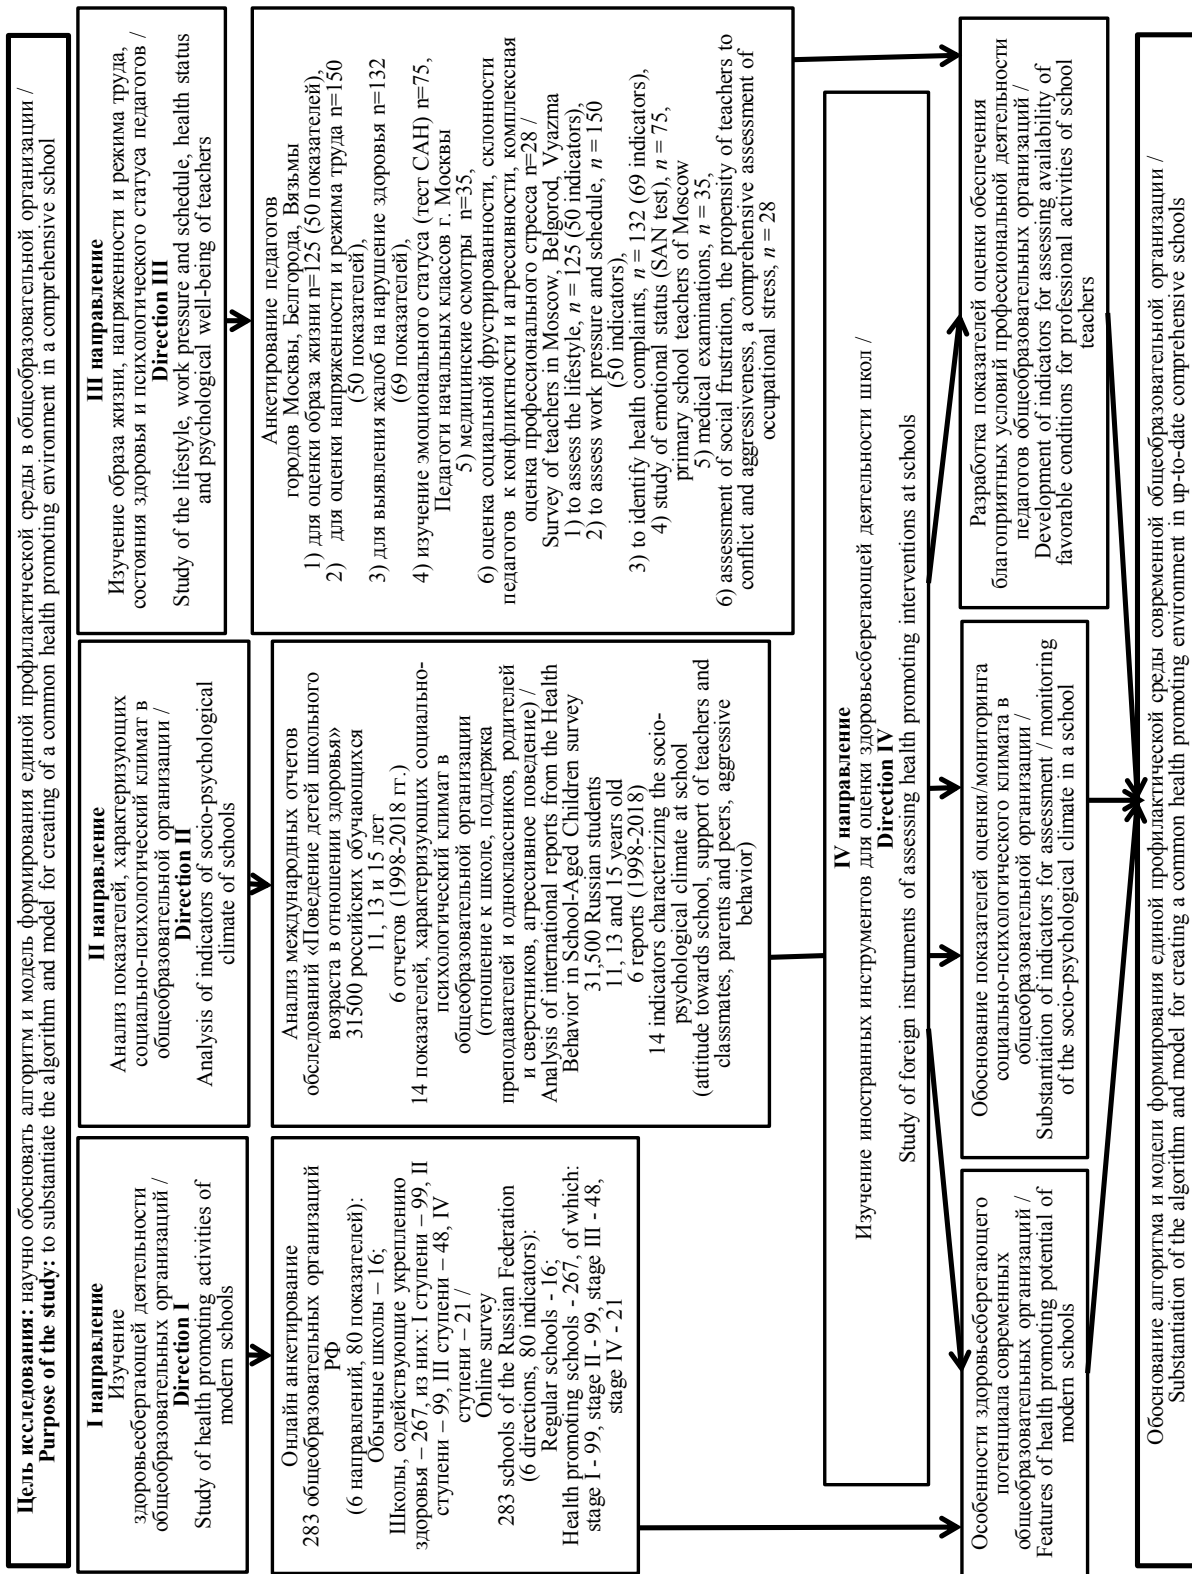 Цель исследования: научно обосновать алгоритм и модель формирования единой профилактической среды в общеобразовательной организации /
Purpose of the study: to substantiate the algorithm and model for creating of a common health promoting environment in a comprehensive school
I направление
Изучение
здоровьесберегающей деятельности
общеобразовательных организаций /
Direction I
Study of health promoting activities of
modern schools
II направление
Анализ показателей, характеризующих
социально-психологический климат в
общеобразовательной организации /
Direction II
Analysis of indicators of socio-psychological
climate of schools
III направление
Изучение образа жизни, напряженности и режима труда,
состояния здоровья и психологического статуса педагогов /
Direction III
Study of the lifestyle, work pressure and schedule, health status
and psychological well-being of teachers
Онлайн анкетирование
283 общеобразовательных организаций
РФ
(6 направлений, 80 показателей):
Обычные школы – 16;
Школы, содействующие укреплению
здоровья – 267, из них: I ступени – 99, II
ступени – 99, III ступени – 48, IV
ступени – 21 /
Online survey
283 schools of the Russian Federation
(6 directions, 80 indicators):
Regular schools - 16;
Health promoting schools - 267, of which:
stage I - 99, stage II - 99, stage III - 48,
stage IV - 21
Анализ международных отчетов
обследований «Поведение детей школьного
возраста в отношении здоровья»
31500 российских обучающихся
11, 13 и 15 лет
6 отчетов (1998-2018 гг.)
14 показателей, характеризующих социально-
психологический климат в
общеобразовательной организации
(отношение к школе, поддержка
преподавателей и одноклассников, родителей
и сверстников, агрессивное поведение) /
Analysis of international reports from the Health
Behavior in School-Aged Children survey
31,500 Russian students
11, 13 and 15 years old
6 reports (1998-2018)
14 indicators characterizing the socio-
psychological climate at school
(attitude towards school, support of teachers and
classmates, parents and peers, aggressive
behavior)
Анкетирование педагогов
городов Москвы, Белгорода, Вязьмы
1) для оценки образа жизни n=125 (50 показателей),
2) для оценки напряженности и режима труда n=150
(50 показателей),
3) для выявления жалоб на нарушение здоровья n=132
(69 показателей),
4) изучение эмоционального статуса (тест САН) n=75,
Педагоги начальных классов г. Москвы
5) медицинские осмотры n=35,
6) оценка социальной фрустрированности, склонности
педагогов к конфликтности и агрессивности, комплексная
оценка профессионального стресса n=28 /
Survey of teachers in Moscow, Belgorod, Vyazma
1) to assess the lifestyle, n = 125 (50 indicators),
2) to assess work pressure and schedule, n = 150
(50 indicators),
3) to identify health complaints, n = 132 (69 indicators),
4) study of emotional status (SAN test), n = 75,
primary school teachers of Moscow
5) medical examinations, n = 35,
6) assessment of social frustration, the propensity of teachers to
conflict and aggressiveness, a comprehensive assessment of
occupational stress, n = 28
IV направление
Изучение иностранных инструментов для оценки здоровьесберегающей деятельности школ /
Direction IV
Study of foreign instruments of assessing health promoting interventions at schools
Особенности здоровьесберегающего
потенциала современных
общеобразовательных организаций /
Features of health promoting potential of
modern schools
Обоснование показателей оценки/мониторинга
социально-психологического климата в
общеобразовательной организации /
Substantiation of indicators for assessment / monitoring
of the socio-psychological climate in a school
Разработка показателей оценки обеспечения
благоприятных условий профессиональной деятельности
педагогов общеобразовательных организаций /
Development of indicators for assessing availability of
favorable conditions for professional activities of school
teachers
Обоснование алгоритма и модели формирования единой профилактической среды современной общеобразовательной организации /
Substantiation of the algorithm and model for creating a common health promoting environment in up-to-date comprehensive schools